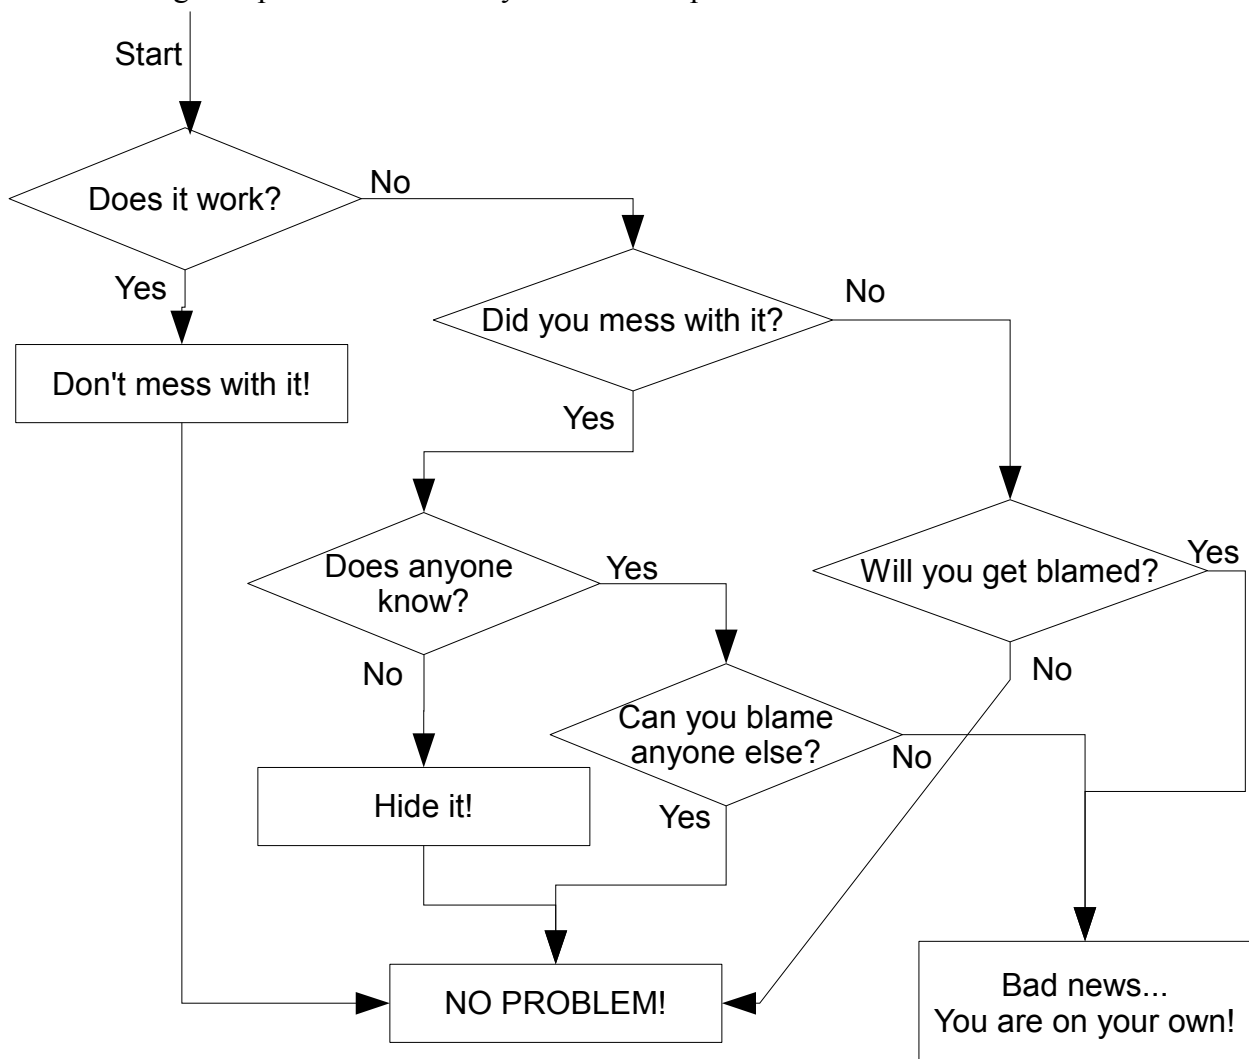 Start
Does it work?
No
Yes
Did you mess with it?
No
Don't mess with it!
Yes
Does anyone
know?
Yes
Will you get blamed?
Yes
No
No
Can you blame
anyone else?
No
Hide it!
Yes
NO PROBLEM!
Bad news...
You are on your own!